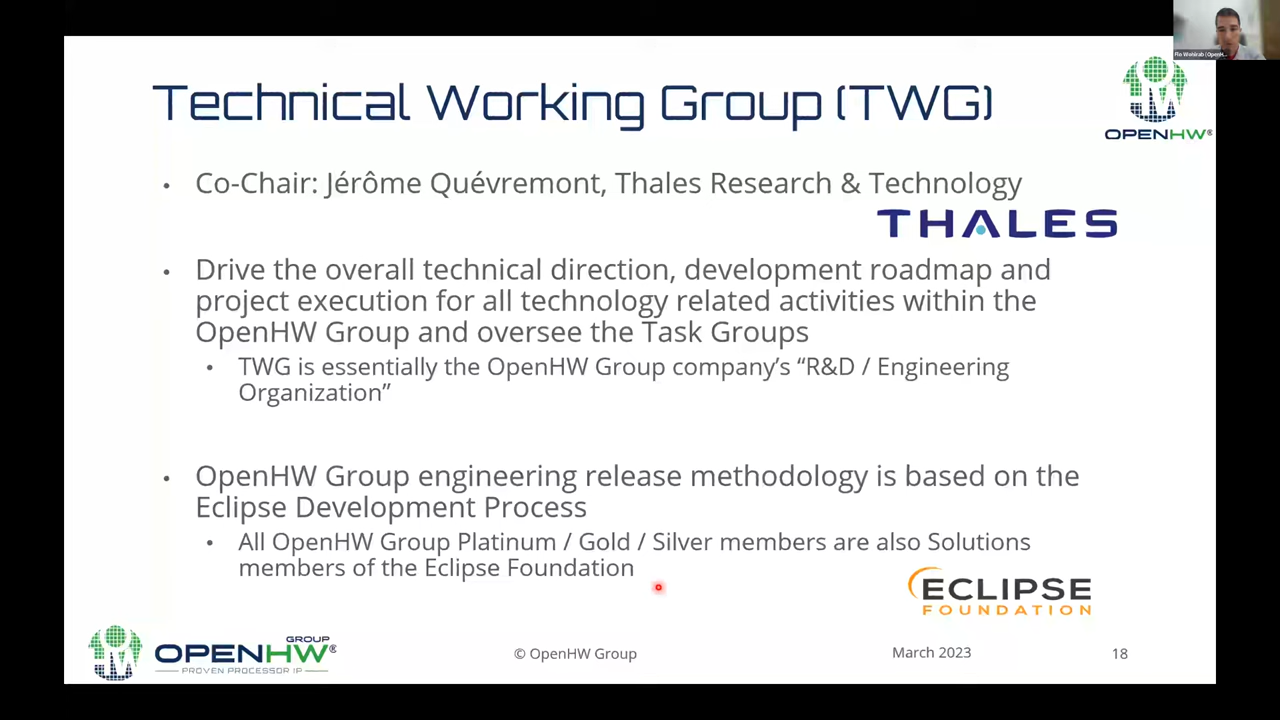 Technical Working Group (TWG)
OPENHW®
• Co-Chair: Jérôme Quévremont, Thales Research & Technology
THALES
• Drive the overall technical direction, development roadmap and
project execution for all technology related activities within the
OpenHW Group and oversee the Task Groups
• TWG is essentially the OpenHW Group company’s “R&D / Engineering
Organization”
• OpenHW Group engineering release methodology is based on the
Eclipse Development Process
• All OpenHW Group Platinum / Gold / Silver members are also Solutions
members of the Eclipse Foundation
ECLIPSE
FOUNDATION
GROUP
OPENHW®
PROVEN PROCESSOR IP
© OpenHW Group
March 2023
18